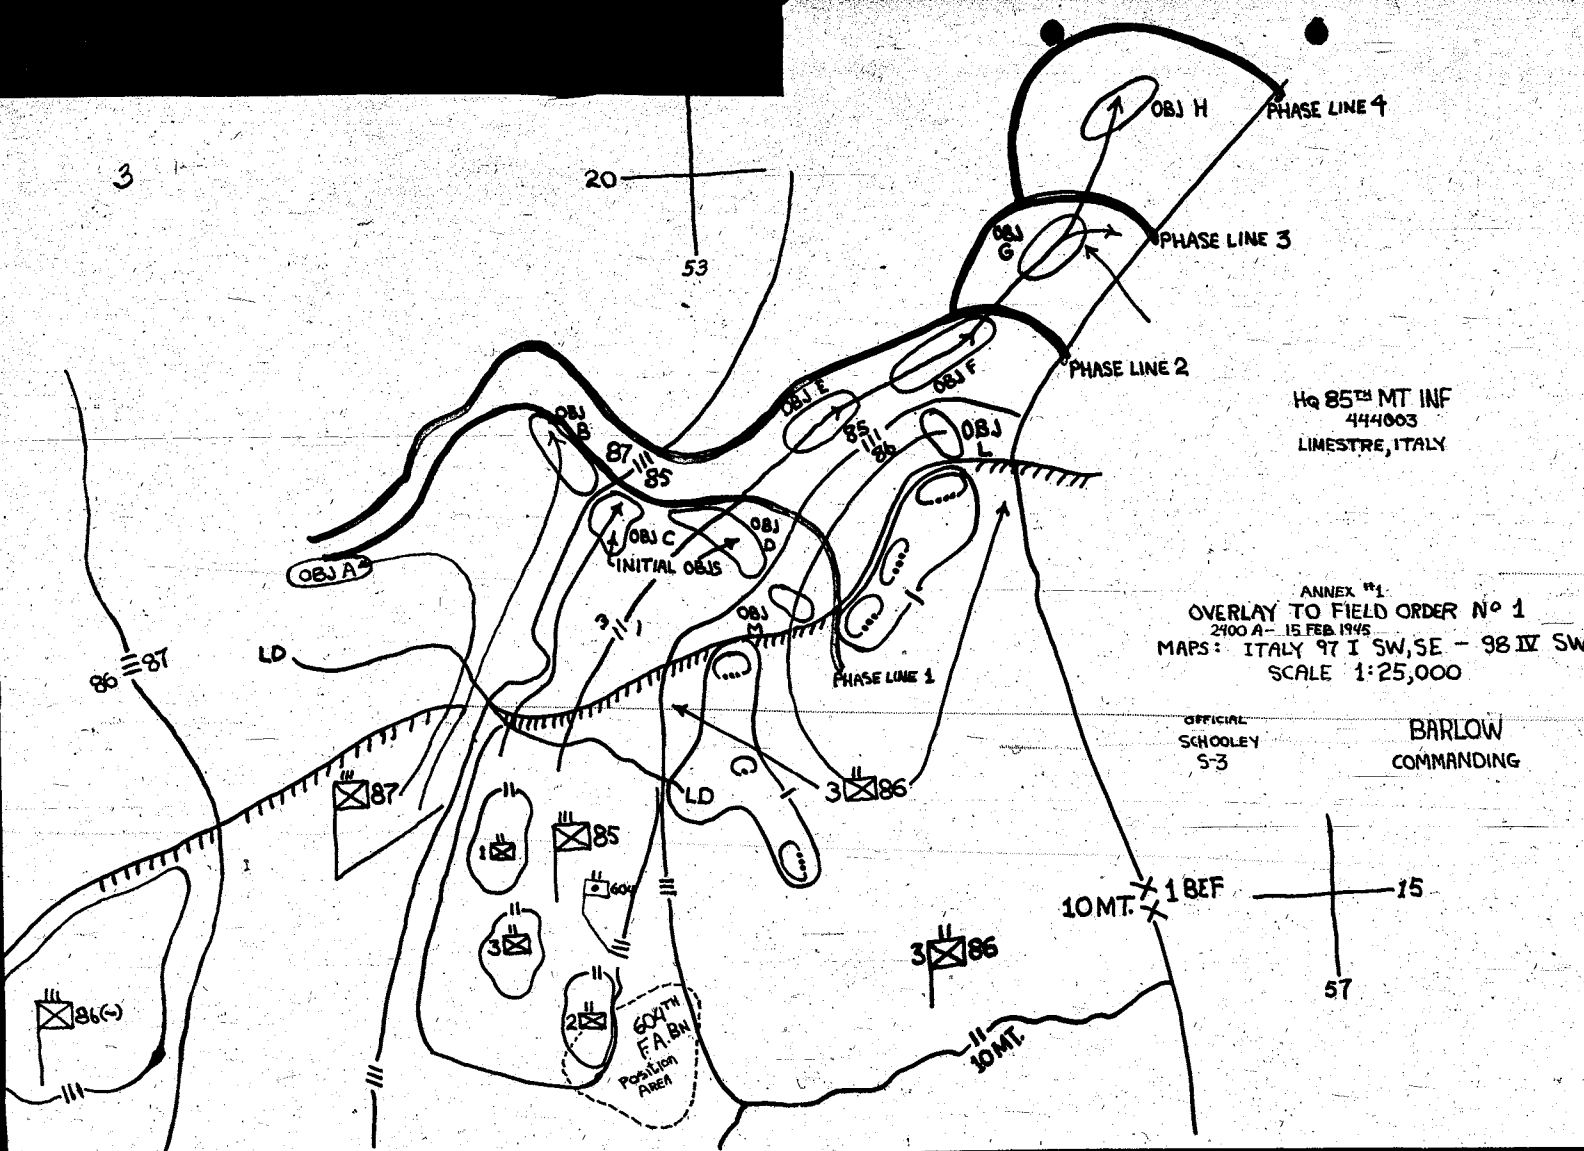 3
20
53
OBJ H
PHASE LINE 4
OBJ
G
PHASE LINE 3
PHASE LINE 2
OBJ F
OBJ E
OBJ
B
87
85
85
86
OBJ
L
HQ 85TH MT INF
444003
LIMESTRE, ITALY
OBJ C
OBJ
D
INITIAL OBJS
OBJ A
3
1
OBJ
M
LD
86
87
PHASE LINE 1
ANNEX #1
OVERLAY TO FIELD ORDER Nº 1
2400 A- 15 FEB. 1945
MAPS: ITALY 97 I SW, SE - 98 IV SW
SCALE 1:25,000
OFFICIAL
SCHOOLEY
S-3
BARLOW
COMMANDING
87
G
LD
3 86
1
85
604
3
2
604TH
F.A. BN
POSITION
AREA
3 86
10 MT.
1 BEF
15
57
10 MT.
86(-)